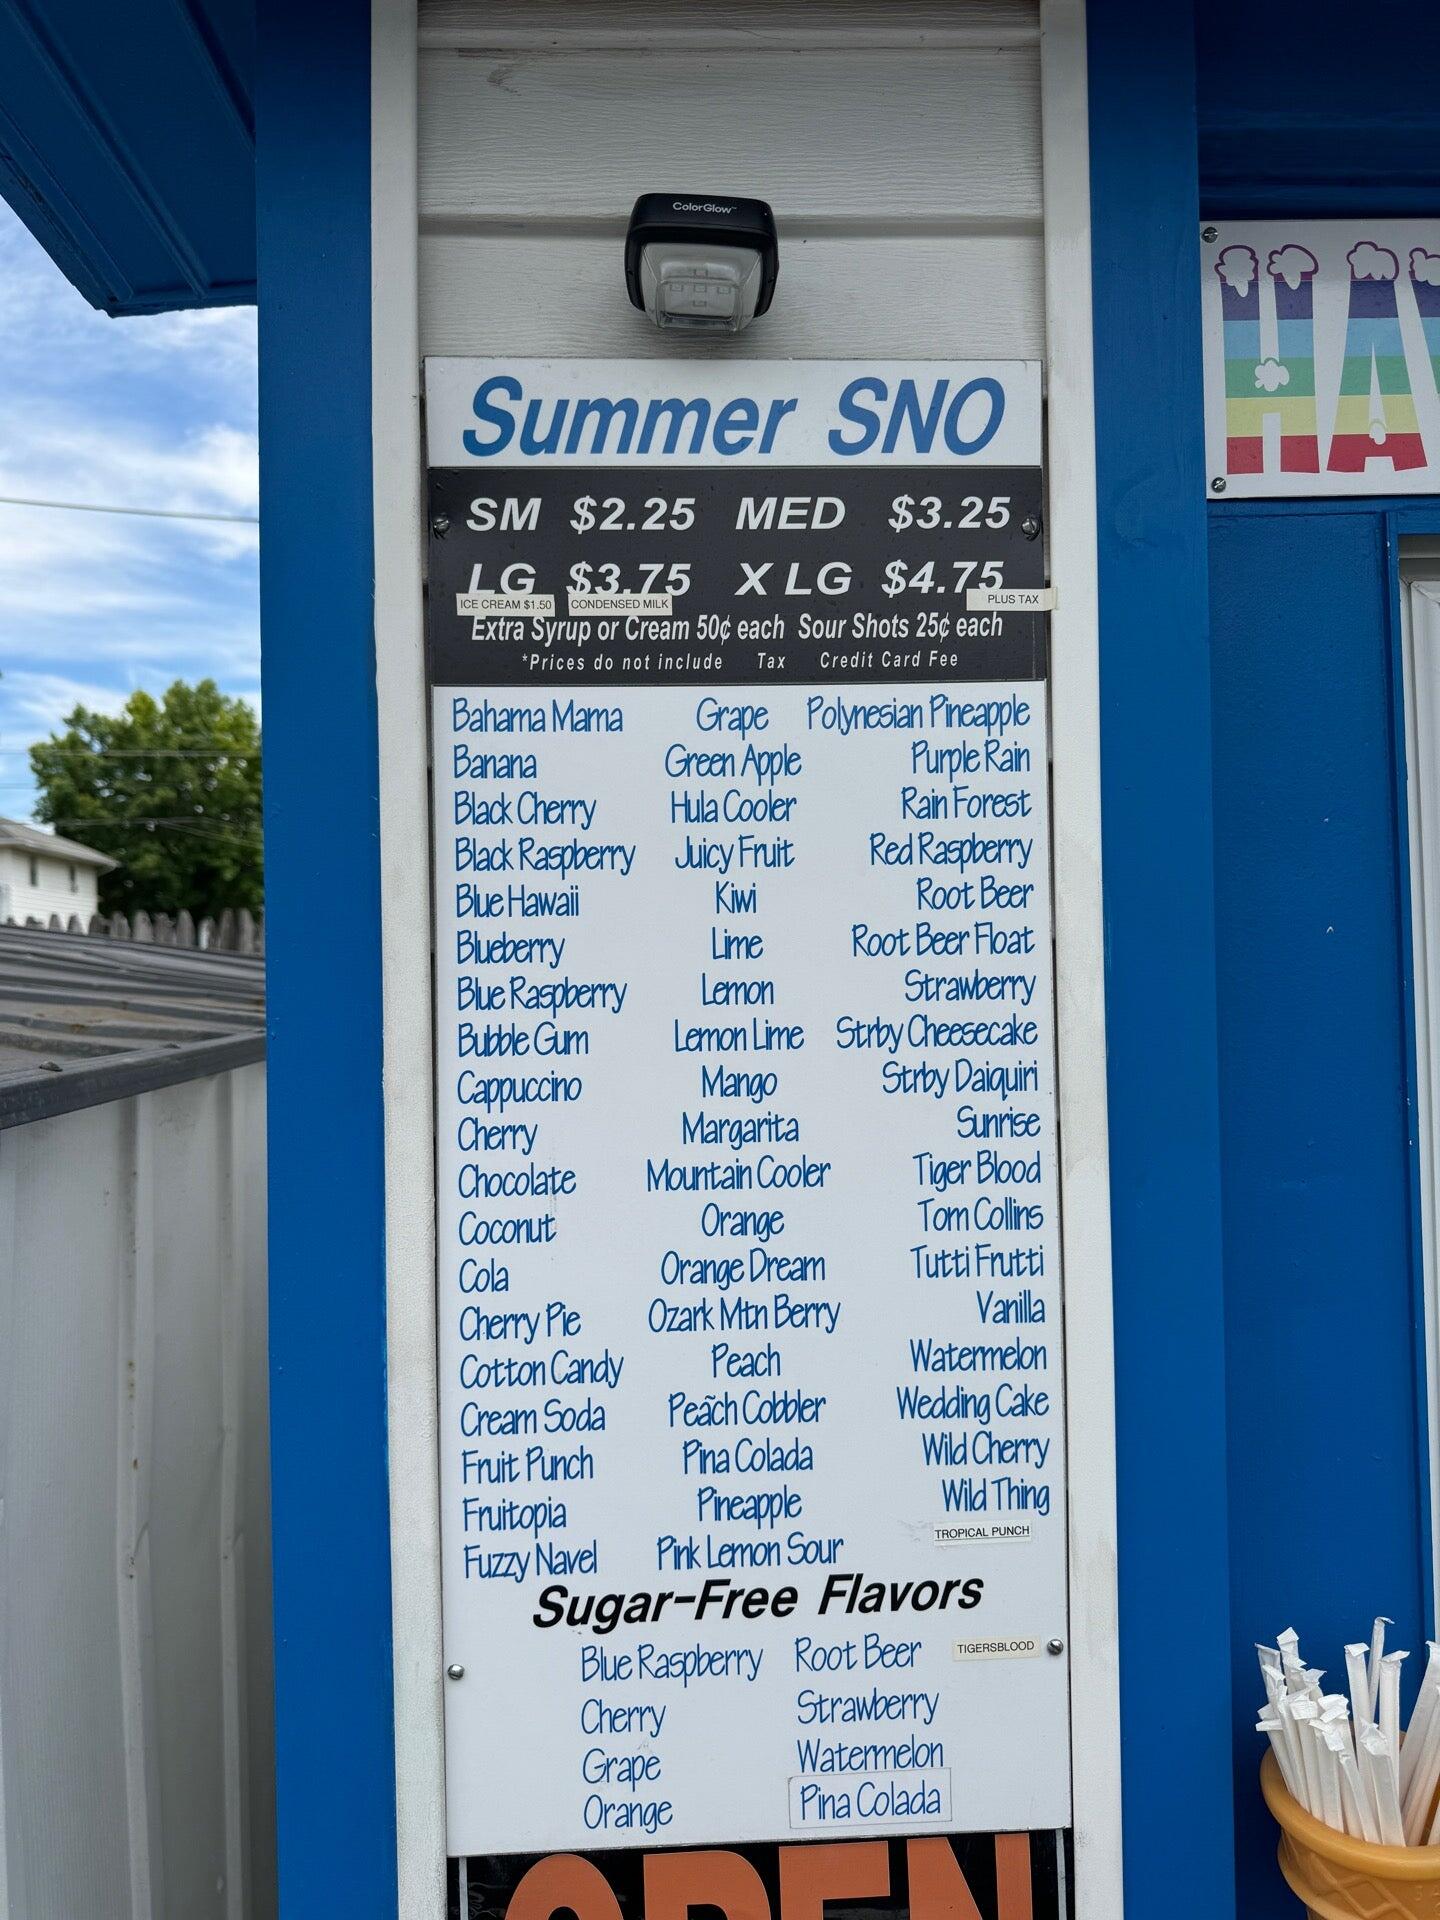 ColorGlow™
HA
Summer SNO
SM $2.25 MED $3.25
LG $3.75 X LG $4.75
ICE CREAM $1.50 CONDENSED MILK PLUS TAX
Extra Syrup or Cream 50¢ each Sour Shots 25¢ each
*Prices do not include Tax Credit Card Fee
Bahama Mama Grape Polynesian Pineapple
Banana Green Apple Purple Rain
Black Cherry Hula Cooler Rain Forest
Black Raspberry Juicy Fruit Red Raspberry
Blue Hawaii Kiwi Root Beer
Blueberry Lime Root Beer Float
Blue Raspberry Lemon Strawberry
Bubble Gum Lemon Lime Strby Cheesecake
Cappuccino Mango Strby Daiquiri
Cherry Margarita Sunrise
Chocolate Mountain Cooler Tiger Blood
Coconut Orange Tom Collins
Cola Orange Dream Tutti Frutti
Cherry Pie Ozark Mtn Berry Vanilla
Cotton Candy Peach Watermelon
Cream Soda Peach Cobbler Wedding Cake
Fruit Punch Pina Colada Wild Cherry
Fruitopia Pineapple Wild Thing
Fuzzy Navel Pink Lemon Sour TROPICAL PUNCH
Sugar-Free Flavors
Blue Raspberry Root Beer TIGERSBLOOD
Cherry Strawberry
Grape Watermelon
Orange Pina Colada
OPEN